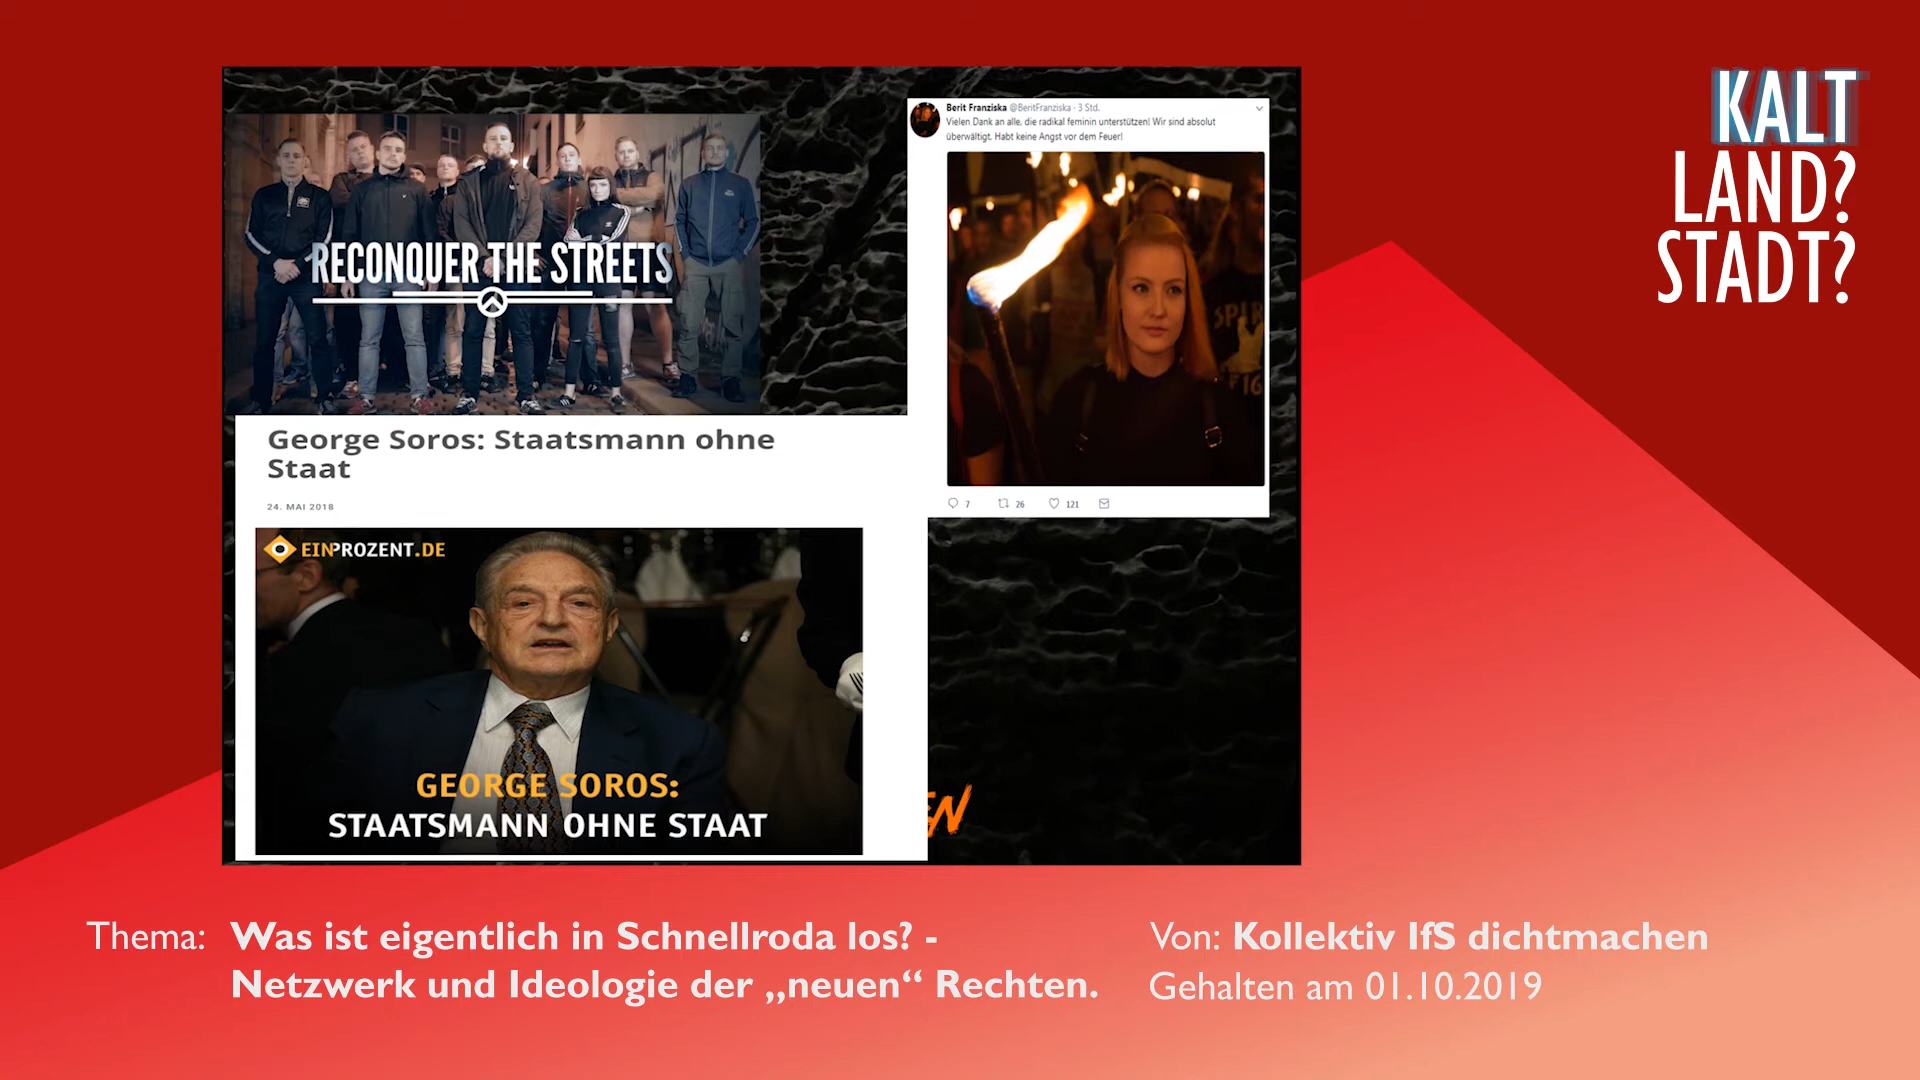 KALT
LAND?
STADT?
RECONQUER THE STREETS
Berit Franziska @BeritFranziska · 3 Std.
Vielen Dank an alle, die radikal feminin unterstützen! Wir sind absolut
überwältigt. Habt keine Angst vor dem Feuer!
7 26 121
George Soros: Staatsmann ohne
Staat
24. MAI 2018
EINPROZENT.DE
GEORGE SOROS:
STAATSMANN OHNE STAAT
Thema: Was ist eigentlich in Schnellroda los? -
Netzwerk und Ideologie der „neuen“ Rechten.
Von: Kollektiv IfS dichtmachen
Gehalten am 01.10.2019